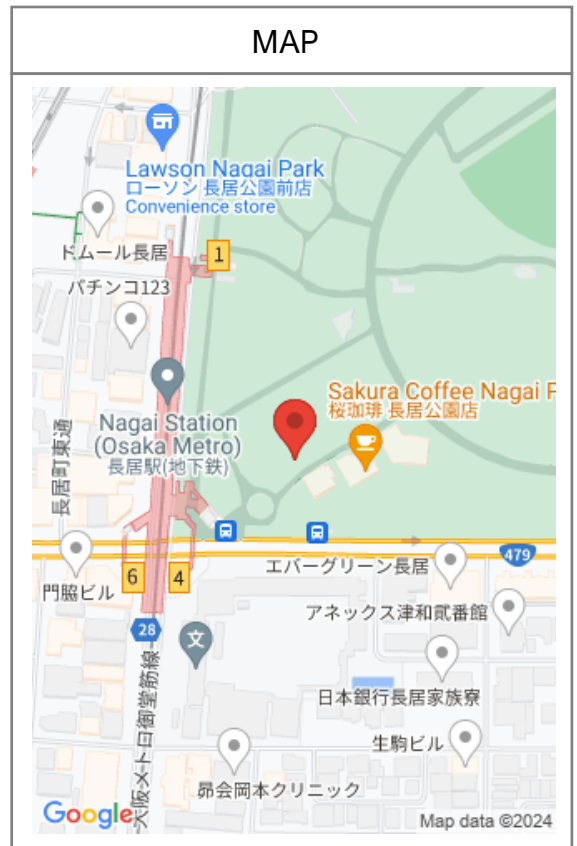 MAP
Lawson Nagai Park
ローソン 長居公園前店
Convenience store
ドムール長居
1
パチンコ123
Sakura Coffee Nagai P
桜珈琲 長居公園店
Nagai Station
(Osaka Metro)
長居駅(地下鉄)
長居町東通
479
エバーグリーン長居
門脇ビル
6
4
アネックス津和貮番館
28
文
大阪メトロ御堂筋線
日本銀行長居家族寮
生駒ビル
昴会岡本クリニック
Google
Map data ©2024